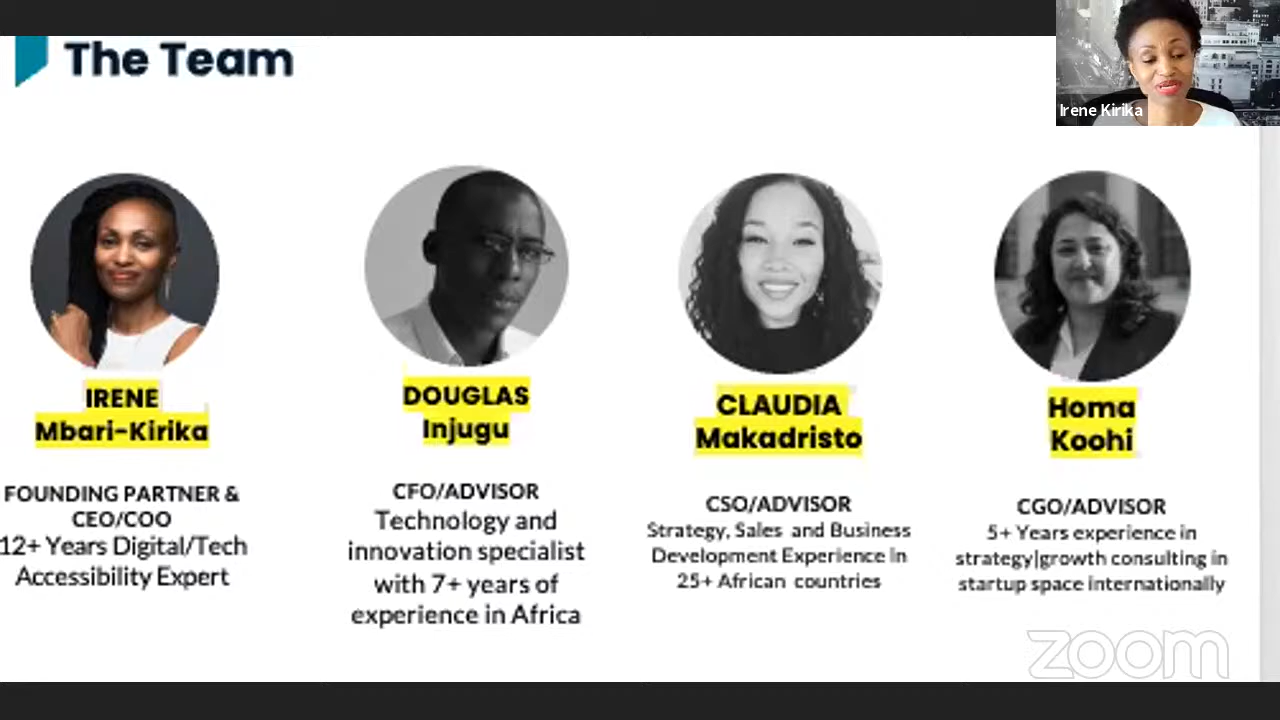 The Team
Irene Kirika
IRENE
Mbari-Kirika
FOUNDING PARTNER &
CEO/COO
12+ Years Digital/Tech
Accessibility Expert
DOUGLAS
Injugu
CFO/ADVISOR
Technology and
innovation specialist
with 7+ years of
experience in Africa
CLAUDIA
Makadristo
CSO/ADVISOR
Strategy, Sales and Business
Development Experience in
25+ African countries
Homa
Koohi
CGO/ADVISOR
5+ Years experience in
strategy|growth consulting in
startup space internationally
zoom